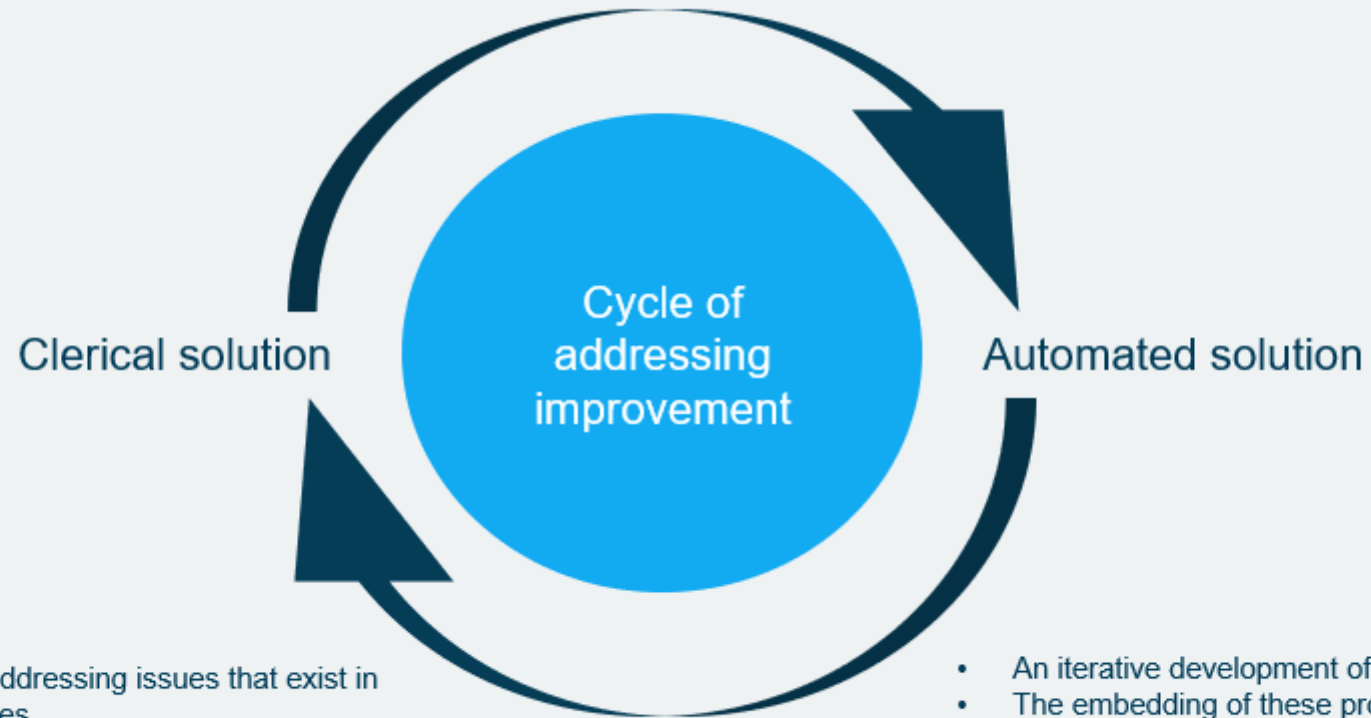 Cycle of
addressing
improvement
Clerical solution
Automated solution
ddressing issues that exist in
• An iterative development of
• The embedding of these pr